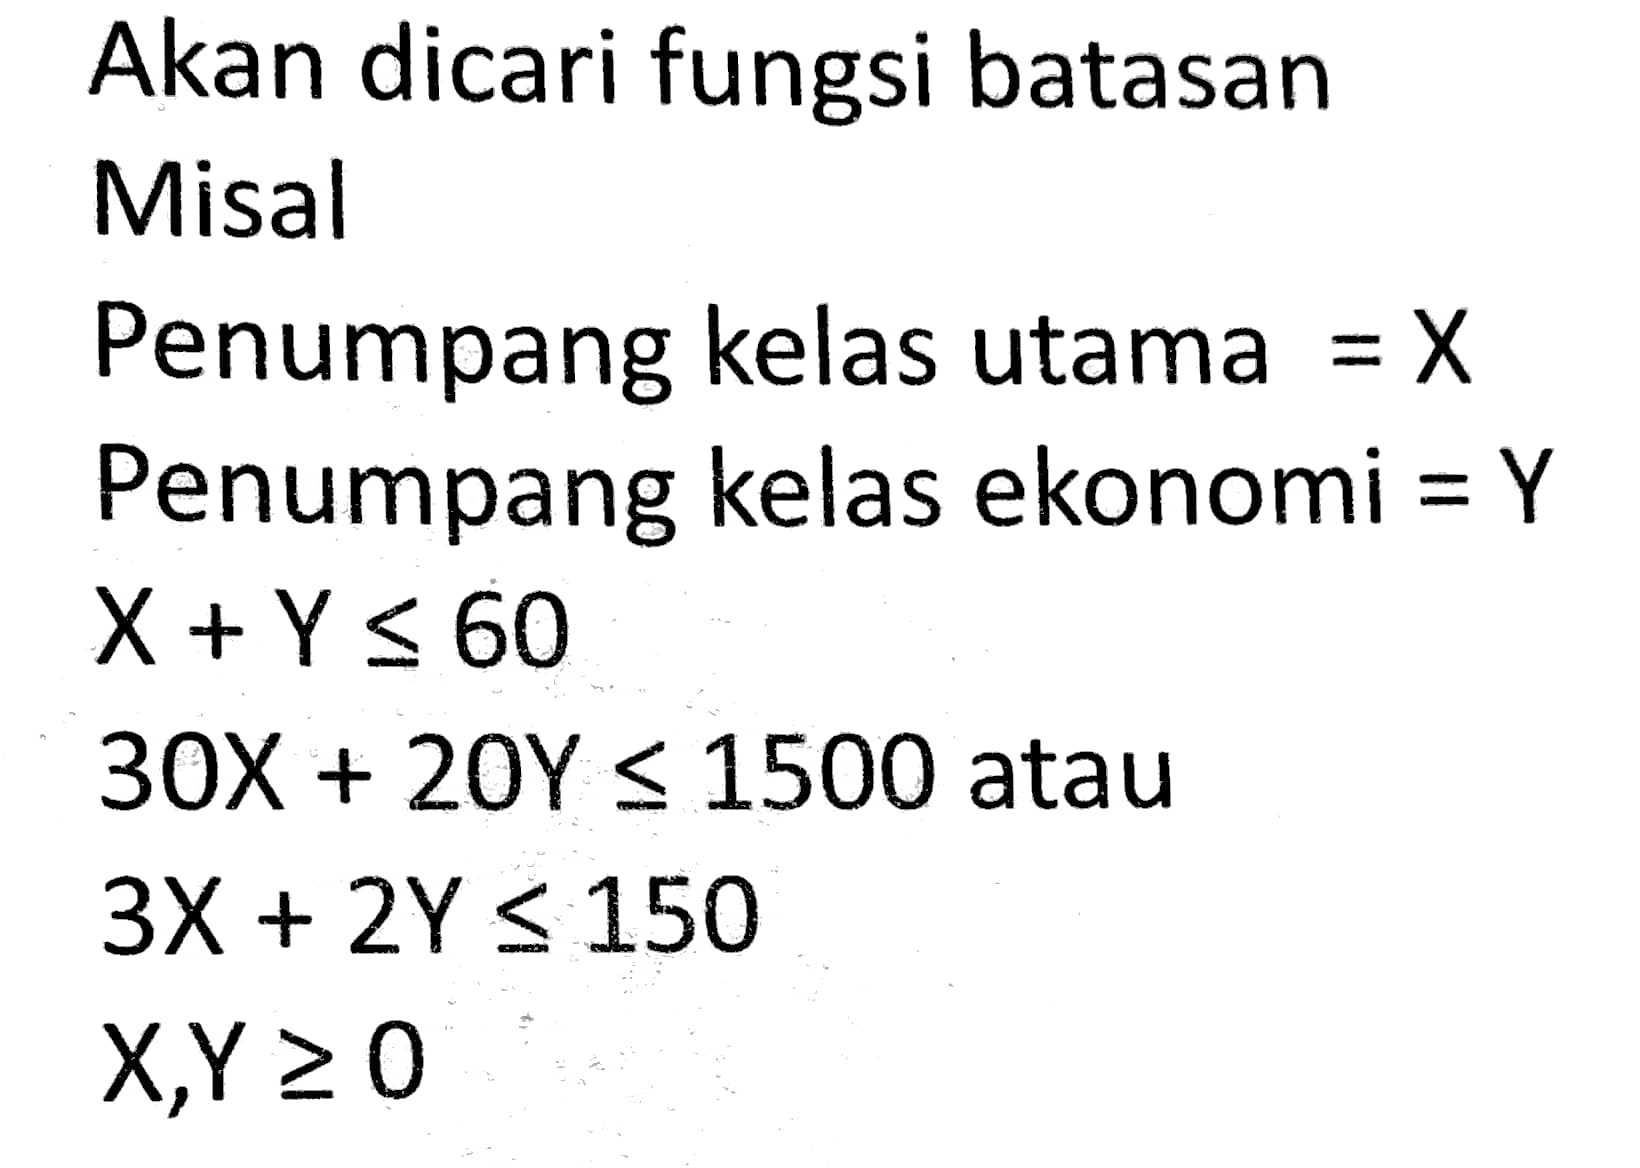 Akan dicari fungsi batasan
Misal
Penumpang kelas utama = X
Penumpang kelas ekonomi = Y
X + Y ≤ 60
30X + 20Y ≤ 1500 atau
3X + 2Y ≤ 150
X,Y ≥ 0